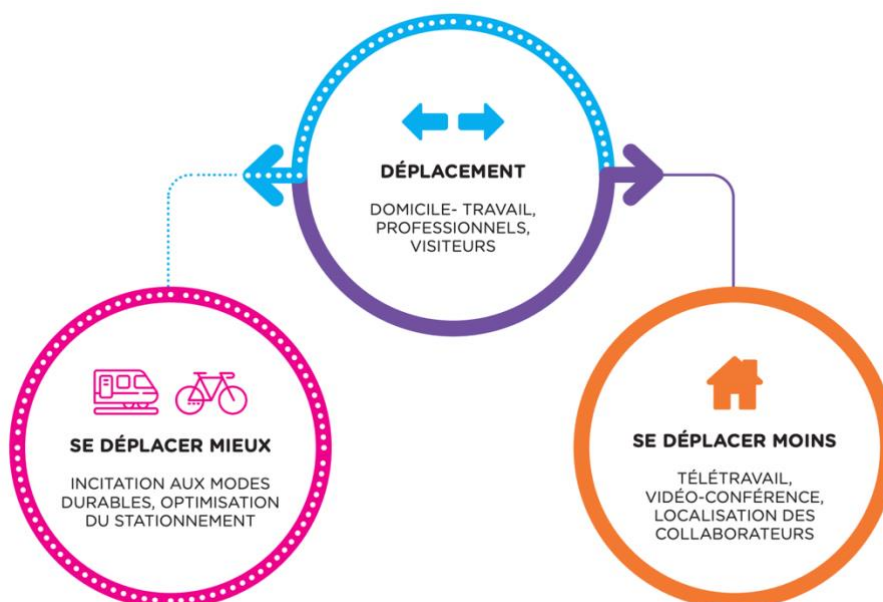 DÉPLACEMENT
DOMICILE- TRAVAIL,
PROFESSIONNELS,
VISITEURS
SE DÉPLACER MIEUX
INCITATION AUX MODES
DURABLES, OPTIMISATION
DU STATIONNEMENT
SE DÉPLACER MOINS
TÉLÉTRAVAIL,
VIDÉO-CONFÉRENCE,
LOCALISATION DES
COLLABORATEURS